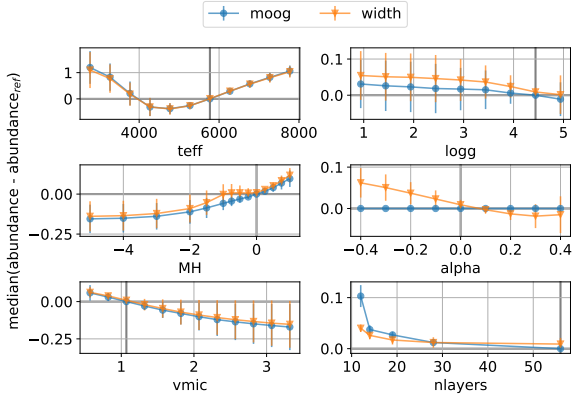 moog width
median(abundance - abundance_ref)
1
0
4000 6000 8000
teff
0.1
0.0
1 2 3 4 5
logg
0.00
−0.25
−4 −2 0
MH
0.1
0.0
−0.4 −0.2 0.0 0.2 0.4
alpha
0.00
−0.25
1 2 3
vmic
0.1
0.0
10 20 30 40 50
nlayers